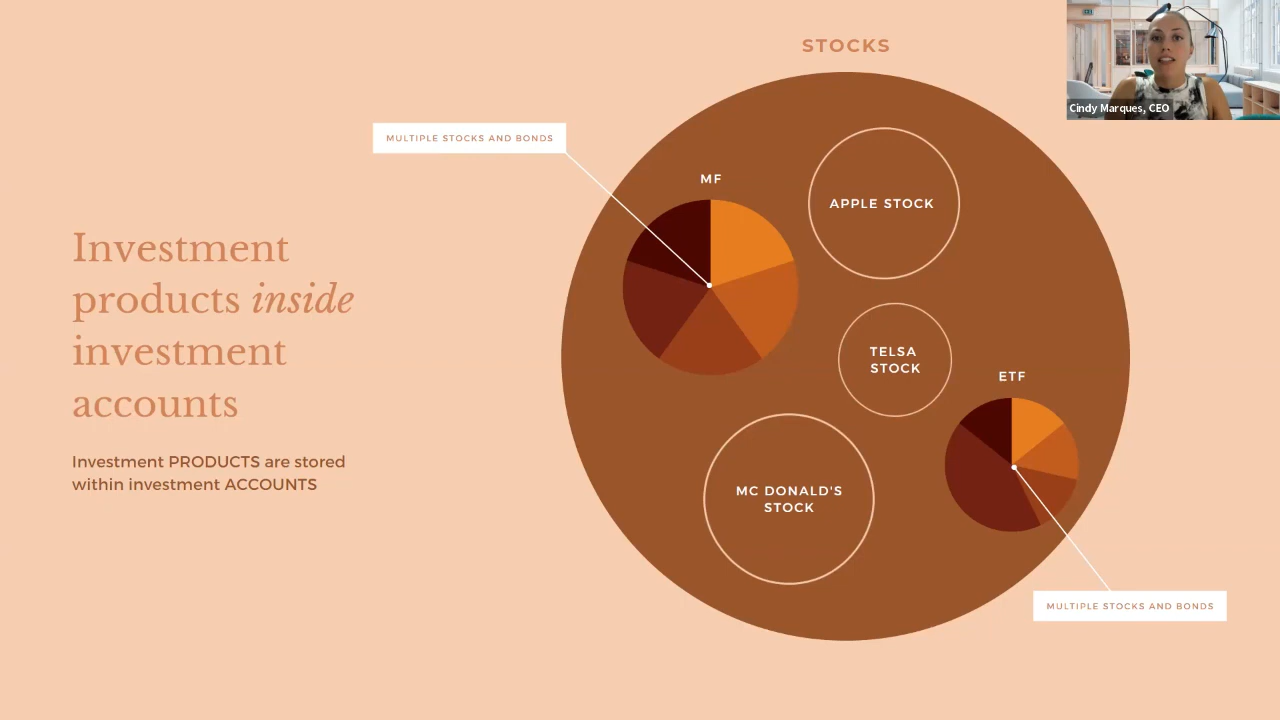 STOCKS
Cindy Marques, CEO
MULTIPLE STOCKS AND BONDS
MF
APPLE STOCK
Investment
products inside
investment
accounts
TELSA
STOCK
ETF
Investment PRODUCTS are stored
within investment ACCOUNTS
MC DONALD'S
STOCK
MULTIPLE STOCKS AND BONDS